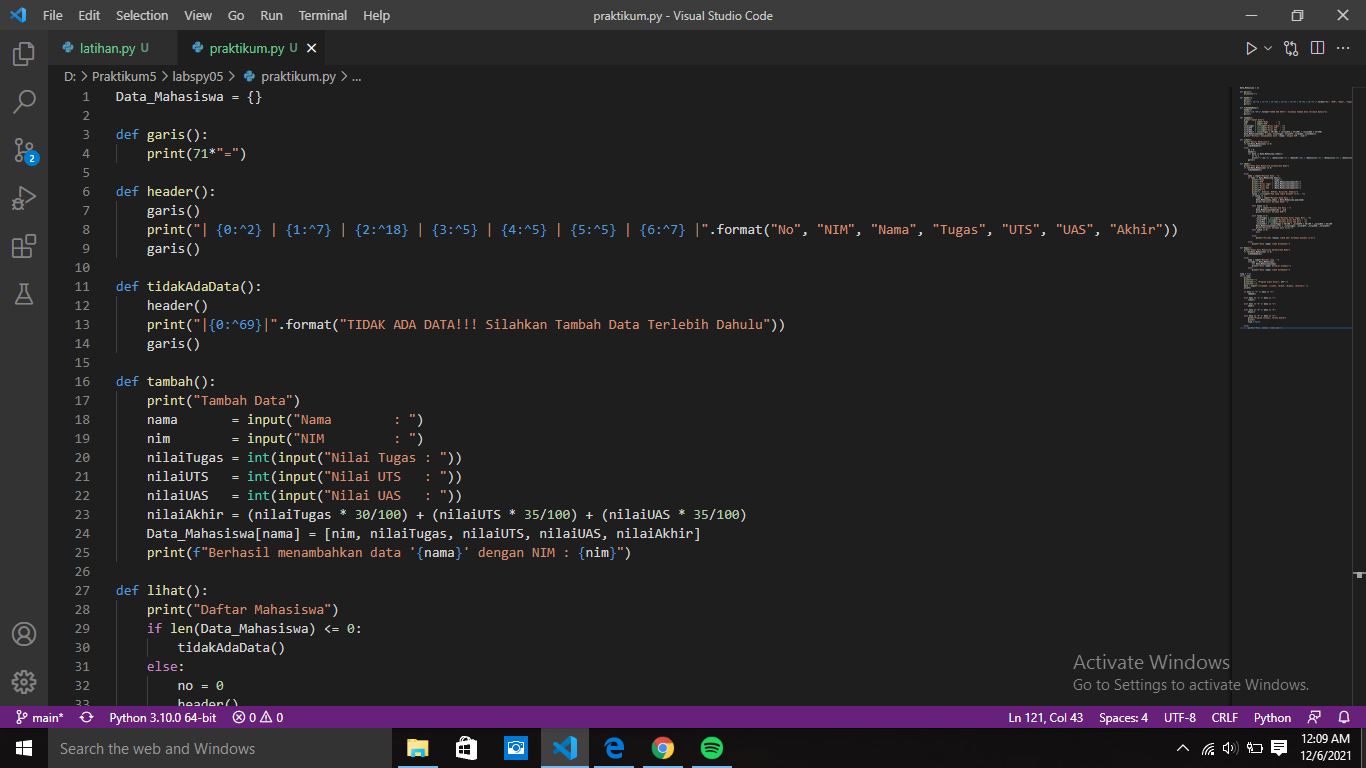 File Edit Selection View Go Run Terminal Help praktikum.py - Visual Studio Code
latihan.py U praktikum.py U
D: > Praktikum5 > labspy05 > praktikum.py > ...
1 Data_Mahasiswa = {}
2
3 def garis():
4     print(71*"=")
5
6 def header():
7     garis()
8     print("| {0:^2} | {1:^7} | {2:^18} | {3:^5} | {4:^5} | {5:^5} | {6:^7} |".format("No", "NIM", "Nama", "Tugas", "UTS", "UAS", "Akhir"))
9     garis()
10
11 def tidakAdaData():
12     header()
13     print("|{0:^69}|".format("TIDAK ADA DATA!!! Silahkan Tambah Data Terlebih Dahulu"))
14     garis()
15
16 def tambah():
17     print("Tambah Data")
18     nama       = input("Nama        : ")
19     nim        = input("NIM         : ")
20     nilaiTugas = int(input("Nilai Tugas : "))
21     nilaiUTS   = int(input("Nilai UTS   : "))
22     nilaiUAS   = int(input("Nilai UAS   : "))
23     nilaiAkhir = (nilaiTugas * 30/100) + (nilaiUTS * 35/100) + (nilaiUAS * 35/100)
24     Data_Mahasiswa[nama] = [nim, nilaiTugas, nilaiUTS, nilaiUAS, nilaiAkhir]
25     print(f"Berhasil menambahkan data '{nama}' dengan NIM : {nim}")
26
27 def lihat():
28     print("Daftar Mahasiswa")
29     if len(Data_Mahasiswa) <= 0:
30         tidakAdaData()
31     else:
32         no = 0
33         header()
2
Activate Windows
Go to Settings to activate Windows.
main* Python 3.10.0 64-bit 0 0 Ln 121, Col 43 Spaces: 4 UTF-8 CRLF Python
Search the web and Windows
12:09 AM
12/6/2021